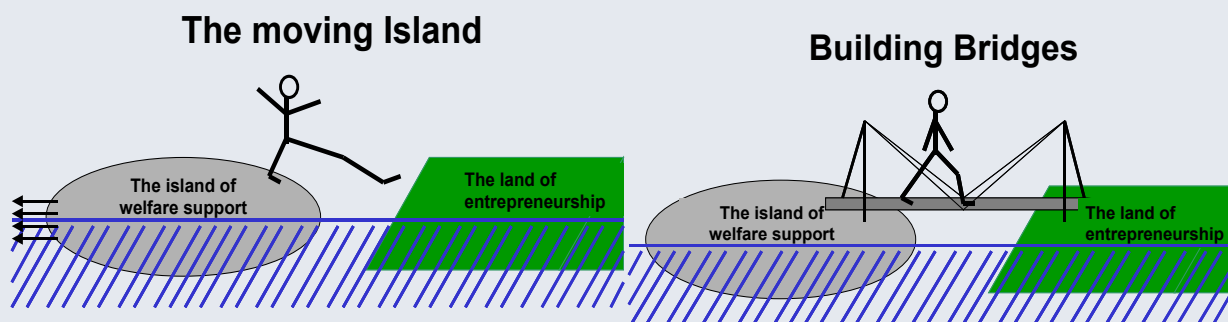 The moving Island
The island of
welfare support
The land of
entrepreneurship
Building Bridges
The island of
welfare support
The land of
entrepreneurship